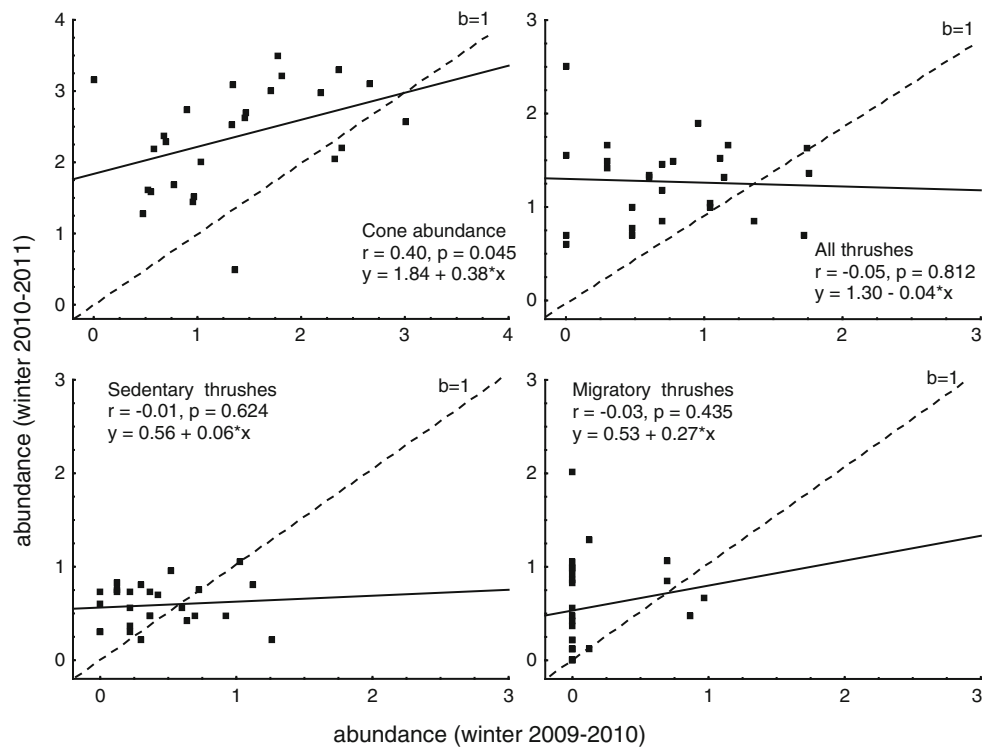 4
3
2
1
0
0
1
2
3
4
b=1
Cone abundance
r = 0.40, p = 0.045
y = 1.84 + 0.38*x
3
2
1
0
0
1
2
3
b=1
All thrushes
r = -0.05, p = 0.812
y = 1.30 - 0.04*x
3
2
1
0
0
1
2
3
b=1
Sedentary thrushes
r = -0.01, p = 0.624
y = 0.56 + 0.06*x
3
2
1
0
0
1
2
3
b=1
Migratory thrushes
r = -0.03, p = 0.435
y = 0.53 + 0.27*x
abundance (winter 2010-2011)
abundance (winter 2009-2010)